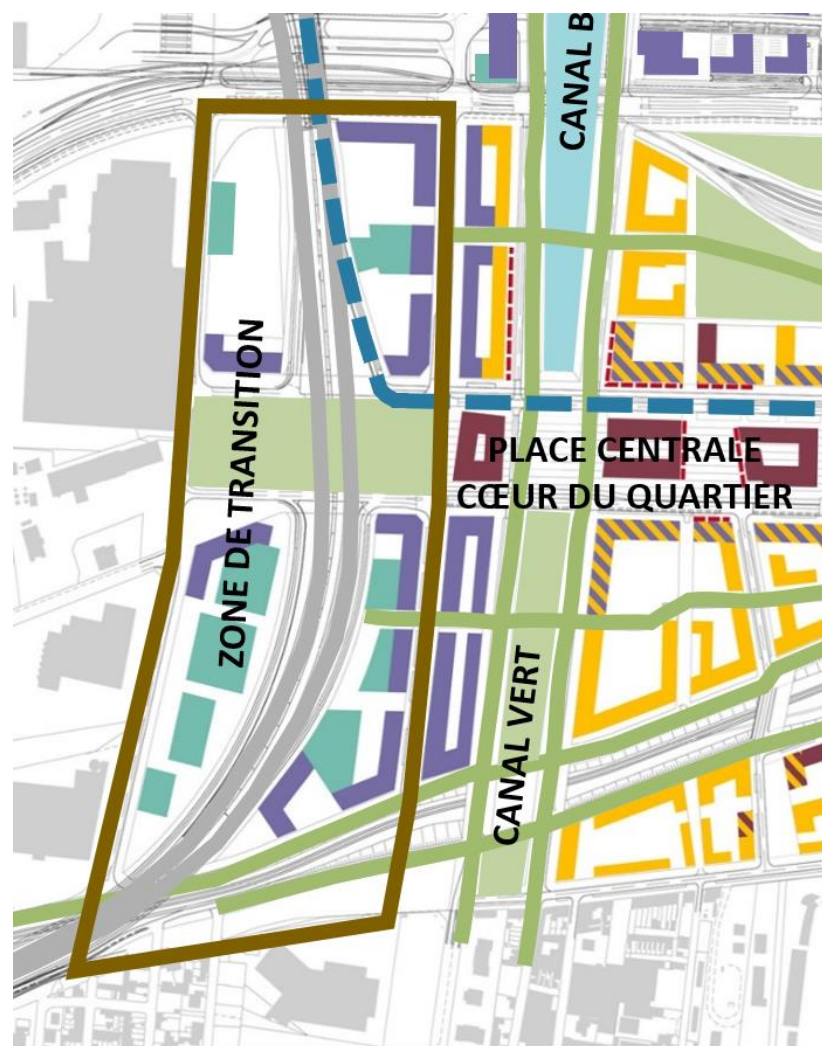 CANAL B
ZONE DE TRANSITION
PLACE CENTRALE
CŒUR DU QUARTIER
CANAL VERT